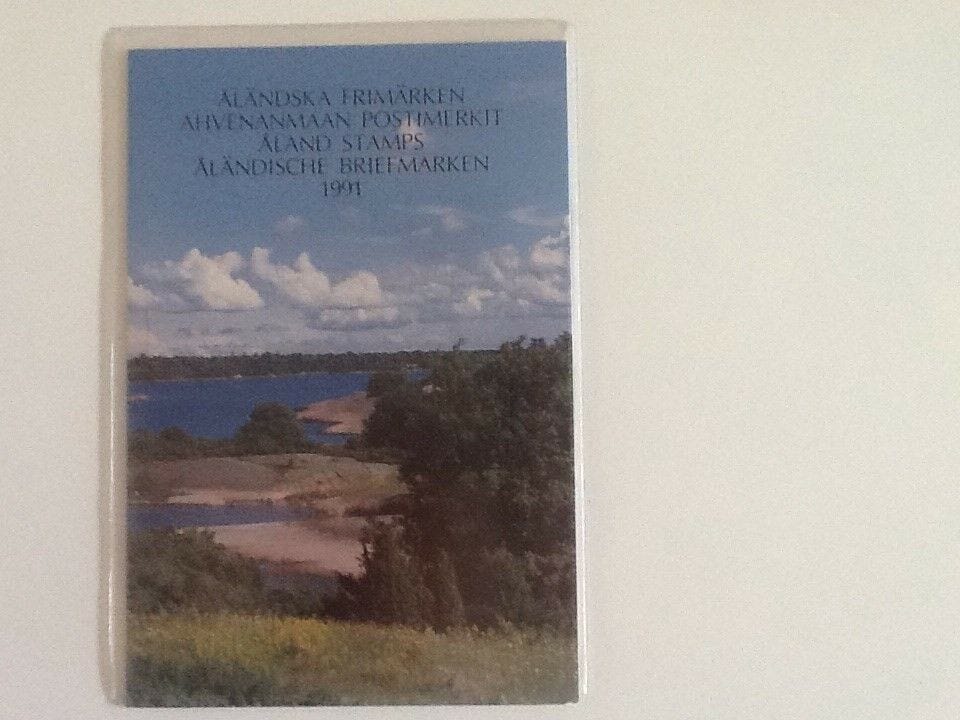 ÅLÄNDSKA FRIMÄRKEN
AHVENANMAAN POSTIMERKIT
ÅLAND STAMPS
ÅLÄNDISCHE BRIEFMARKEN
1991